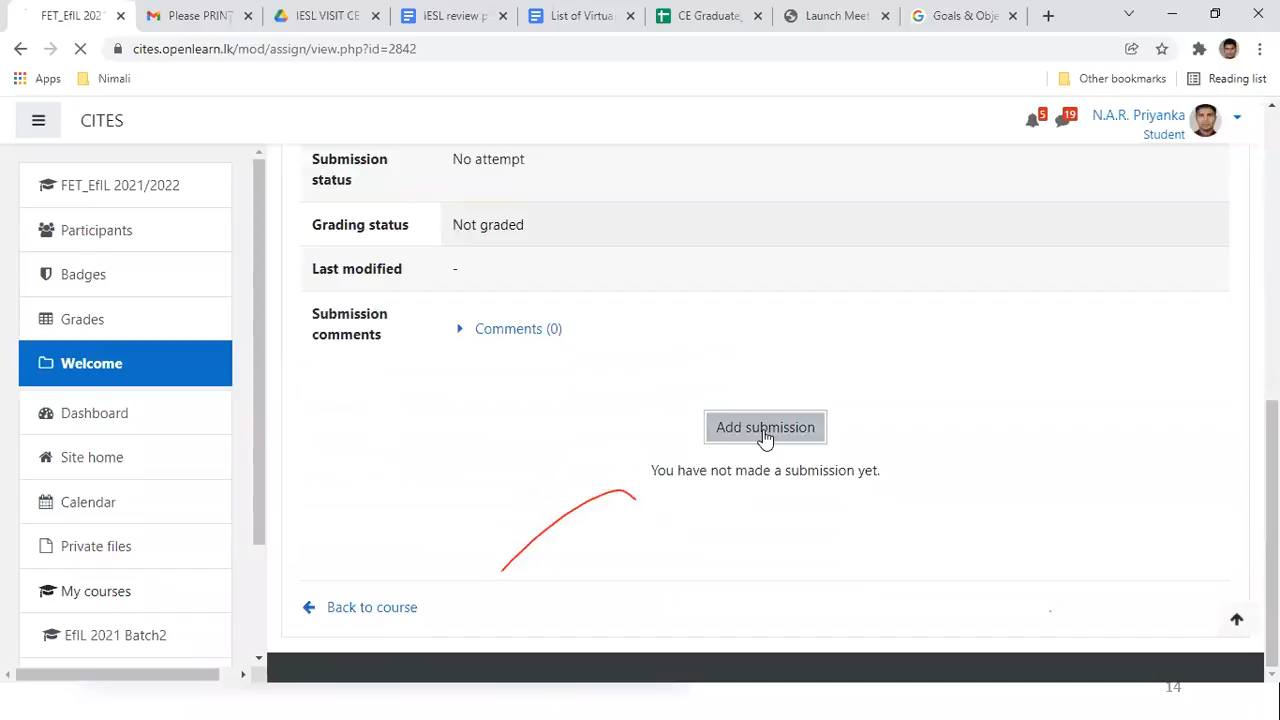 FET_EfIL 202
Please PRINT
IESL VISIT CE
IESL review p
List of Virtua
CE Graduate_
Launch Meet
Goals & Obje
cites.openlearn.lk/mod/assign/view.php?id=2842
Apps
Nimali
Other bookmarks
Reading list
CITES
5
19
N.A.R. Priyanka
Student
FET_EfIL 2021/2022
Participants
Badges
Grades
Welcome
Dashboard
Site home
Calendar
Private files
My courses
EfIL 2021 Batch2
Submission
status
No attempt
Grading status
Not graded
Last modified
-
Submission
comments
Comments (0)
Add submission
You have not made a submission yet.
Back to course
14